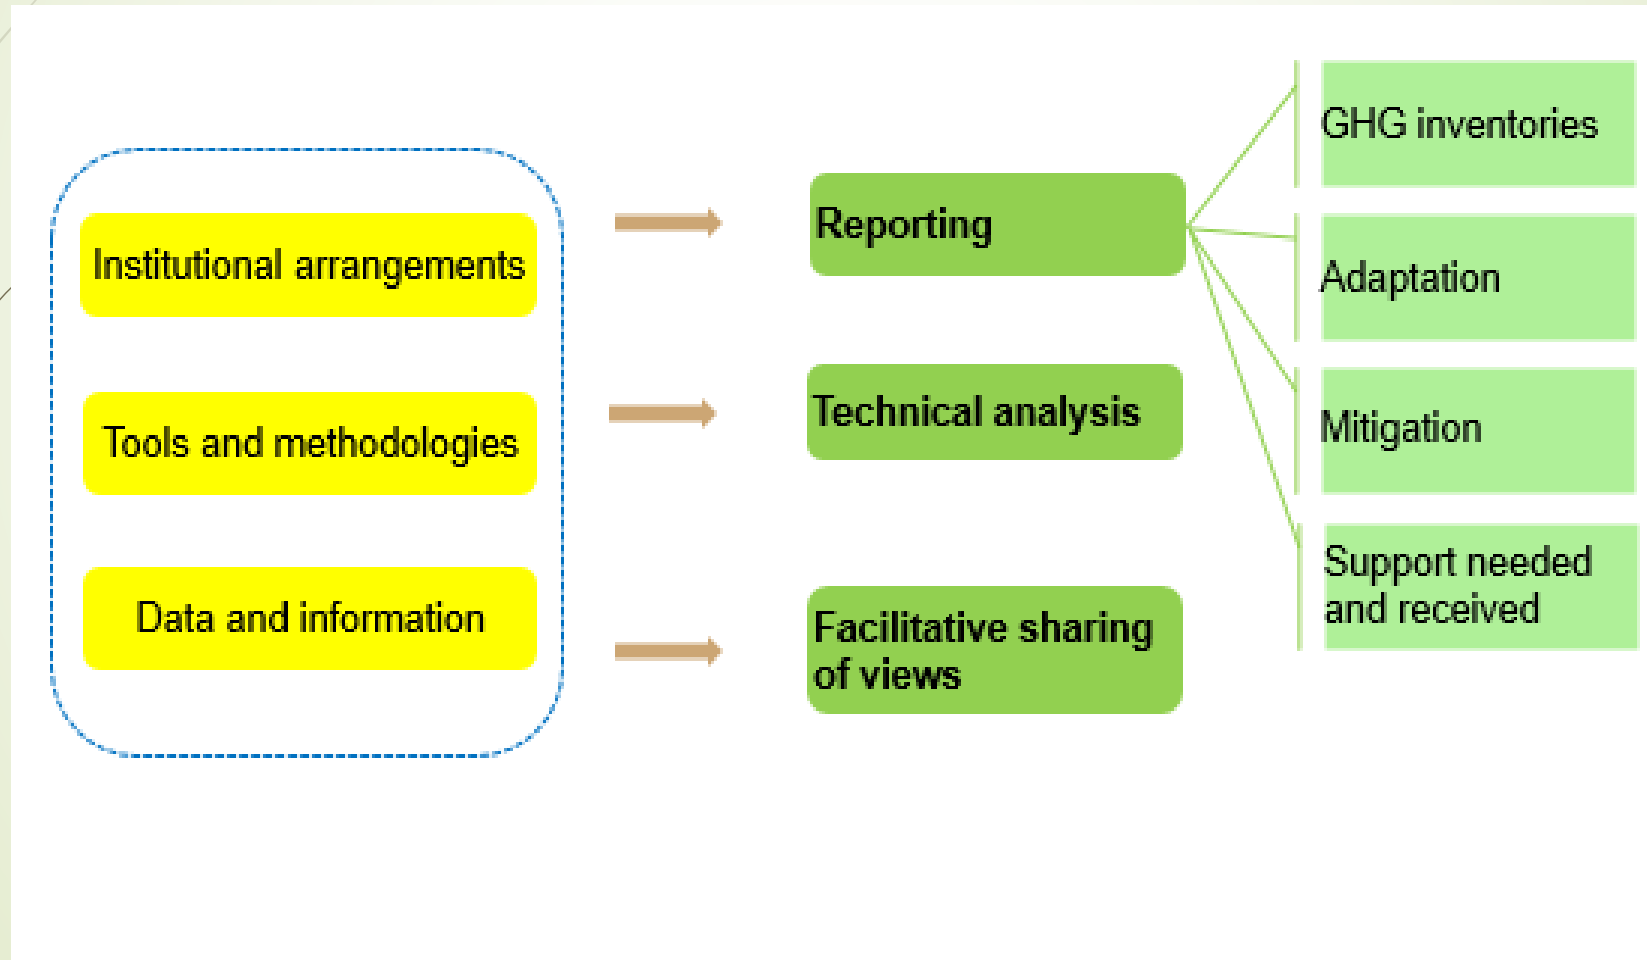 Institutional arrangements
Tools and methodologies
Data and information
Reporting
Technical analysis
Facilitative sharing
of views
GHG inventories
Adaptation
Mitigation
Support needed
and received